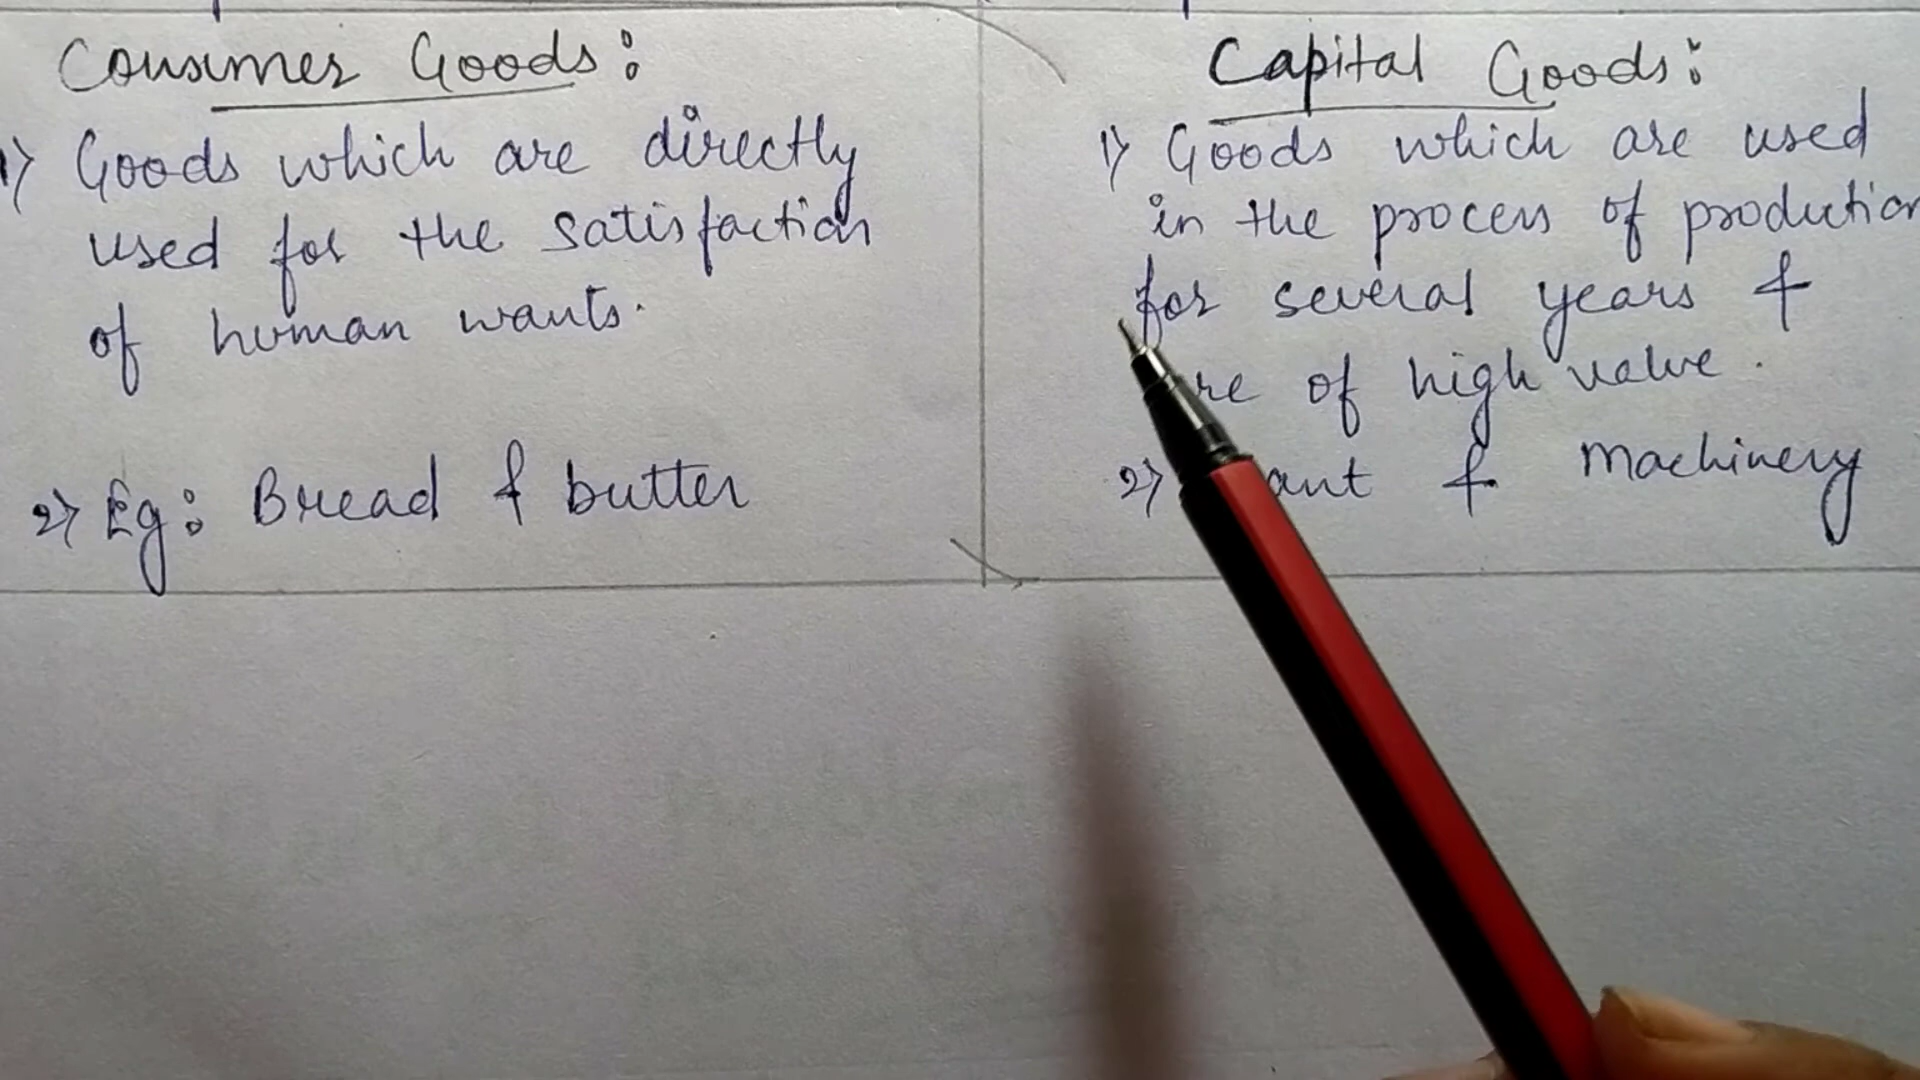 Consumer Goods:
1) Goods which are directly
used for the satisfaction
of human wants.
2) Eg: Bread & butter
Capital Goods:
1) Goods which are used
in the process of production
for several years &
of high value.
2) & Machinery